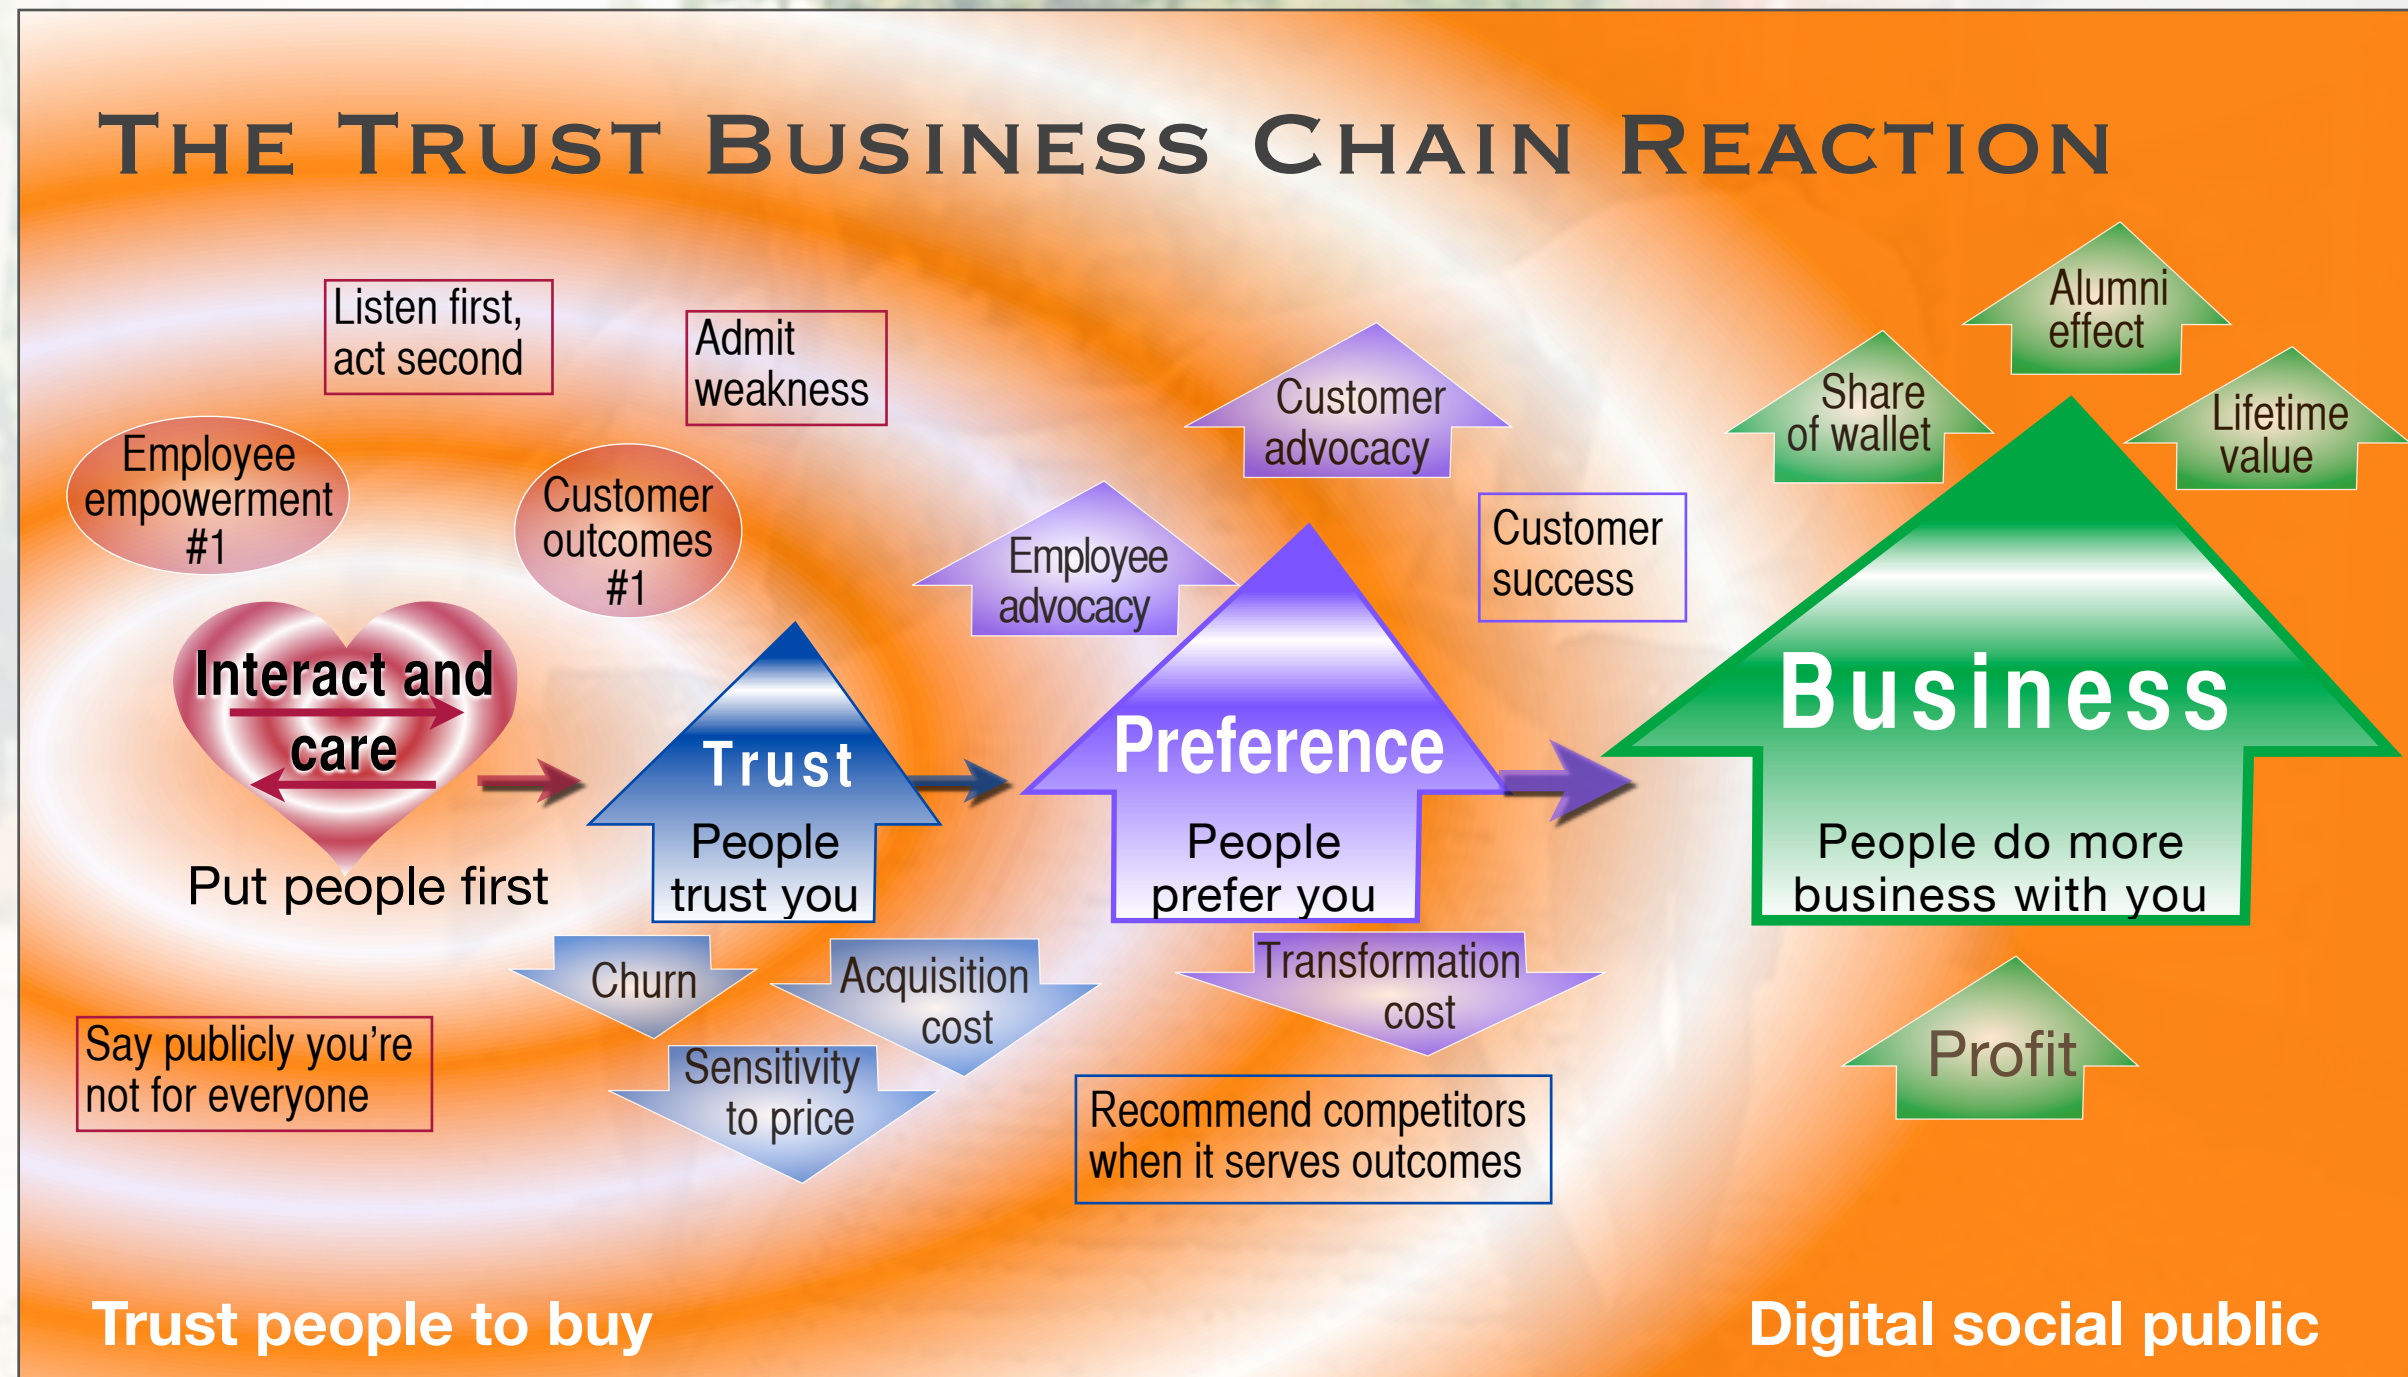 THE TRUST BUSINESS CHAIN REACTION
Listen first,
act second
Admit
weakness
Employee
empowerment
#1
Customer
outcomes
#1
Interact and
care
Put people first
Say publicly you're
not for everyone
Trust
People
trust you
Churn
Acquisition
cost
Sensitivity
to price
Employee
advocacy
Customer
advocacy
Customer
success
Preference
People
prefer you
Transformation
cost
Recommend competitors
when it serves outcomes
Share
of wallet
Alumni
effect
Lifetime
value
Business
People do more
business with you
Profit
Trust people to buy
Digital social public